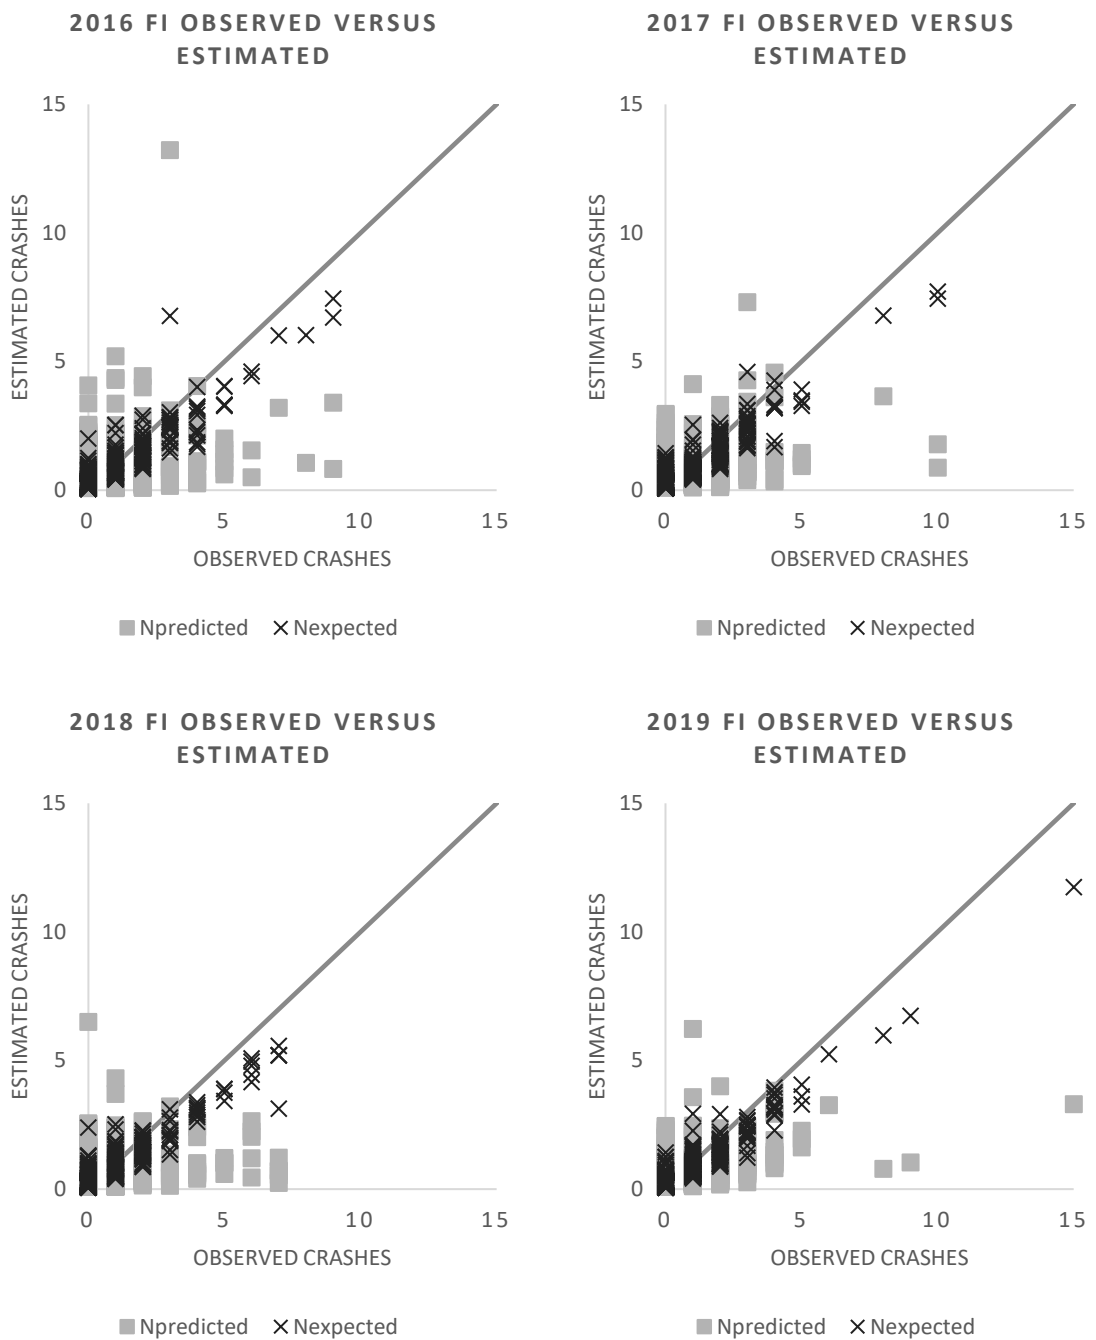 2016 FI OBSERVED VERSUS
ESTIMATED
15
10
5
0
ESTIMATED CRASHES
0 5 10 15
OBSERVED CRASHES
Npredicted Nexpected
2017 FI OBSERVED VERSUS
ESTIMATED
15
10
5
0
ESTIMATED CRASHES
0 5 10 15
OBSERVED CRASHES
Npredicted Nexpected
2018 FI OBSERVED VERSUS
ESTIMATED
15
10
5
0
ESTIMATED CRASHES
0 5 10 15
OBSERVED CRASHES
Npredicted Nexpected
2019 FI OBSERVED VERSUS
ESTIMATED
15
10
5
0
ESTIMATED CRASHES
0 5 10 15
OBSERVED CRASHES
Npredicted Nexpected